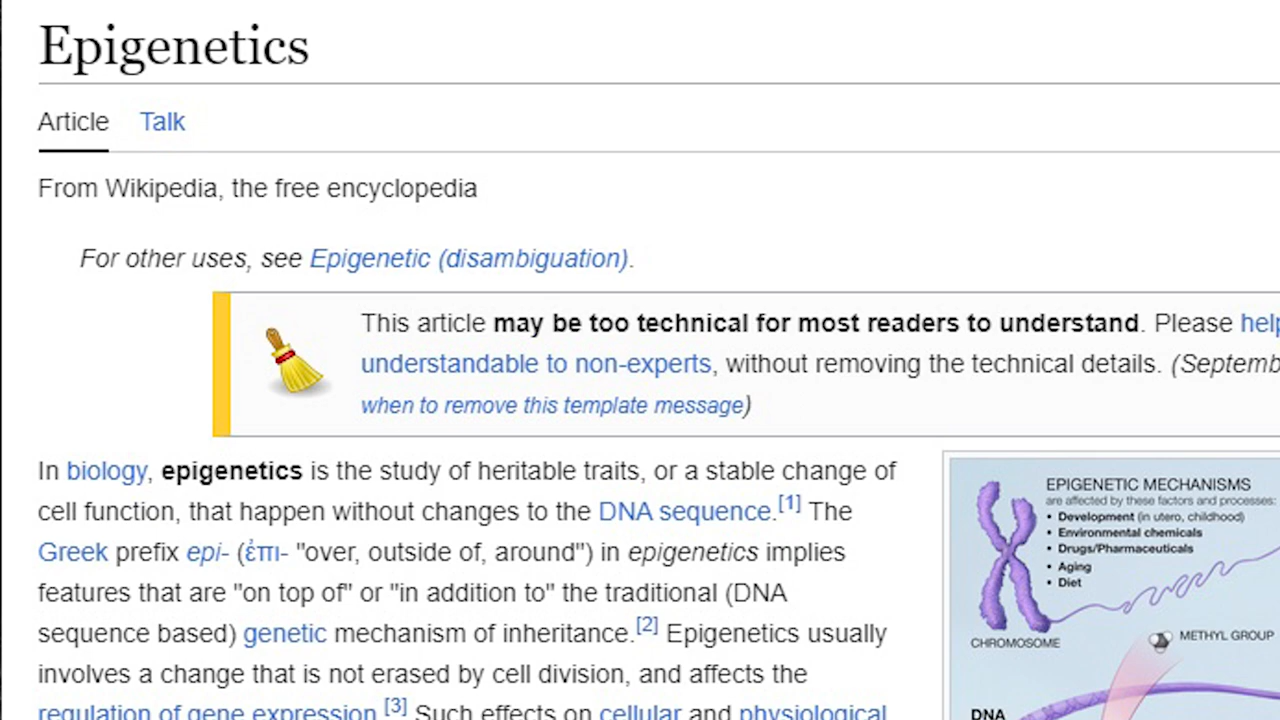 Epigenetics
Article Talk
From Wikipedia, the free encyclopedia
For other uses, see Epigenetic (disambiguation).
This article may be too technical for most readers to understand. Please
understandable to non-experts, without removing the technical details.
when to remove this template message)
In biology, epigenetics is the study of heritable traits, or a stable change of
cell function, that happen without changes to the DNA sequence.[1] The
Greek prefix epi- (ἐπι- "over, outside of, around") in epigenetics implies
features that are "on top of" or "in addition to" the traditional (DNA
sequence based) genetic mechanism of inheritance.[2] Epigenetics usually
involves a change that is not erased by cell division, and affects the
regulation of gene expression.[3] Such effects on cellular and physiological
EPIGENETIC MECHANISMS
are affected by these factors and processes:
• Development (in utero, childhood)
• Environmental chemicals
• Drugs/Pharmaceuticals
• Aging
• Diet
CHROMOSOME
METHYL GROUP
DNA